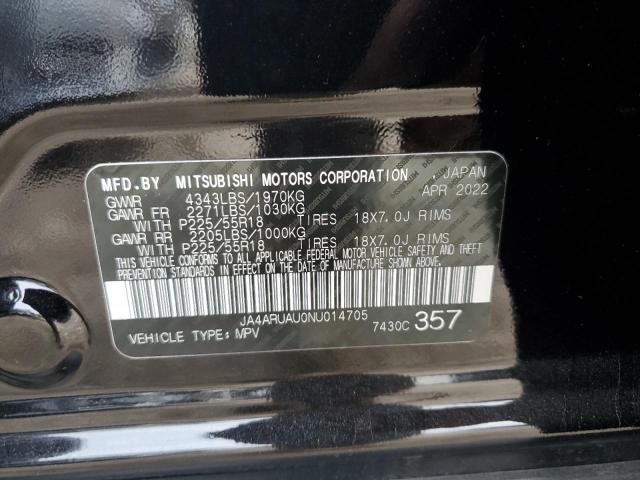 MFD.BY MITSUBISHI MOTORS CORPORATION , JAPAN
GVWR 4343LBS/1970KG APR 2022
GAWR FR 2271LBS/1030KG
WITH P225/55R18 TIRES 18X7.0J RIMS
GAWR RR 2205LBS/1000KG
WITH P225/55R18 TIRES 18X7.0J RIMS
THIS VEHICLE CONFORMS TO ALL APPLICABLE FEDERAL MOTOR VEHICLE SAFETY AND THEFT
PREVENTION STANDARDS IN EFFECT ON THE DATE OF MANUFACTURE SHOWN ABOVE.
JA4ARUAU0NU014705
VEHICLE TYPE: MPV 7430C 357